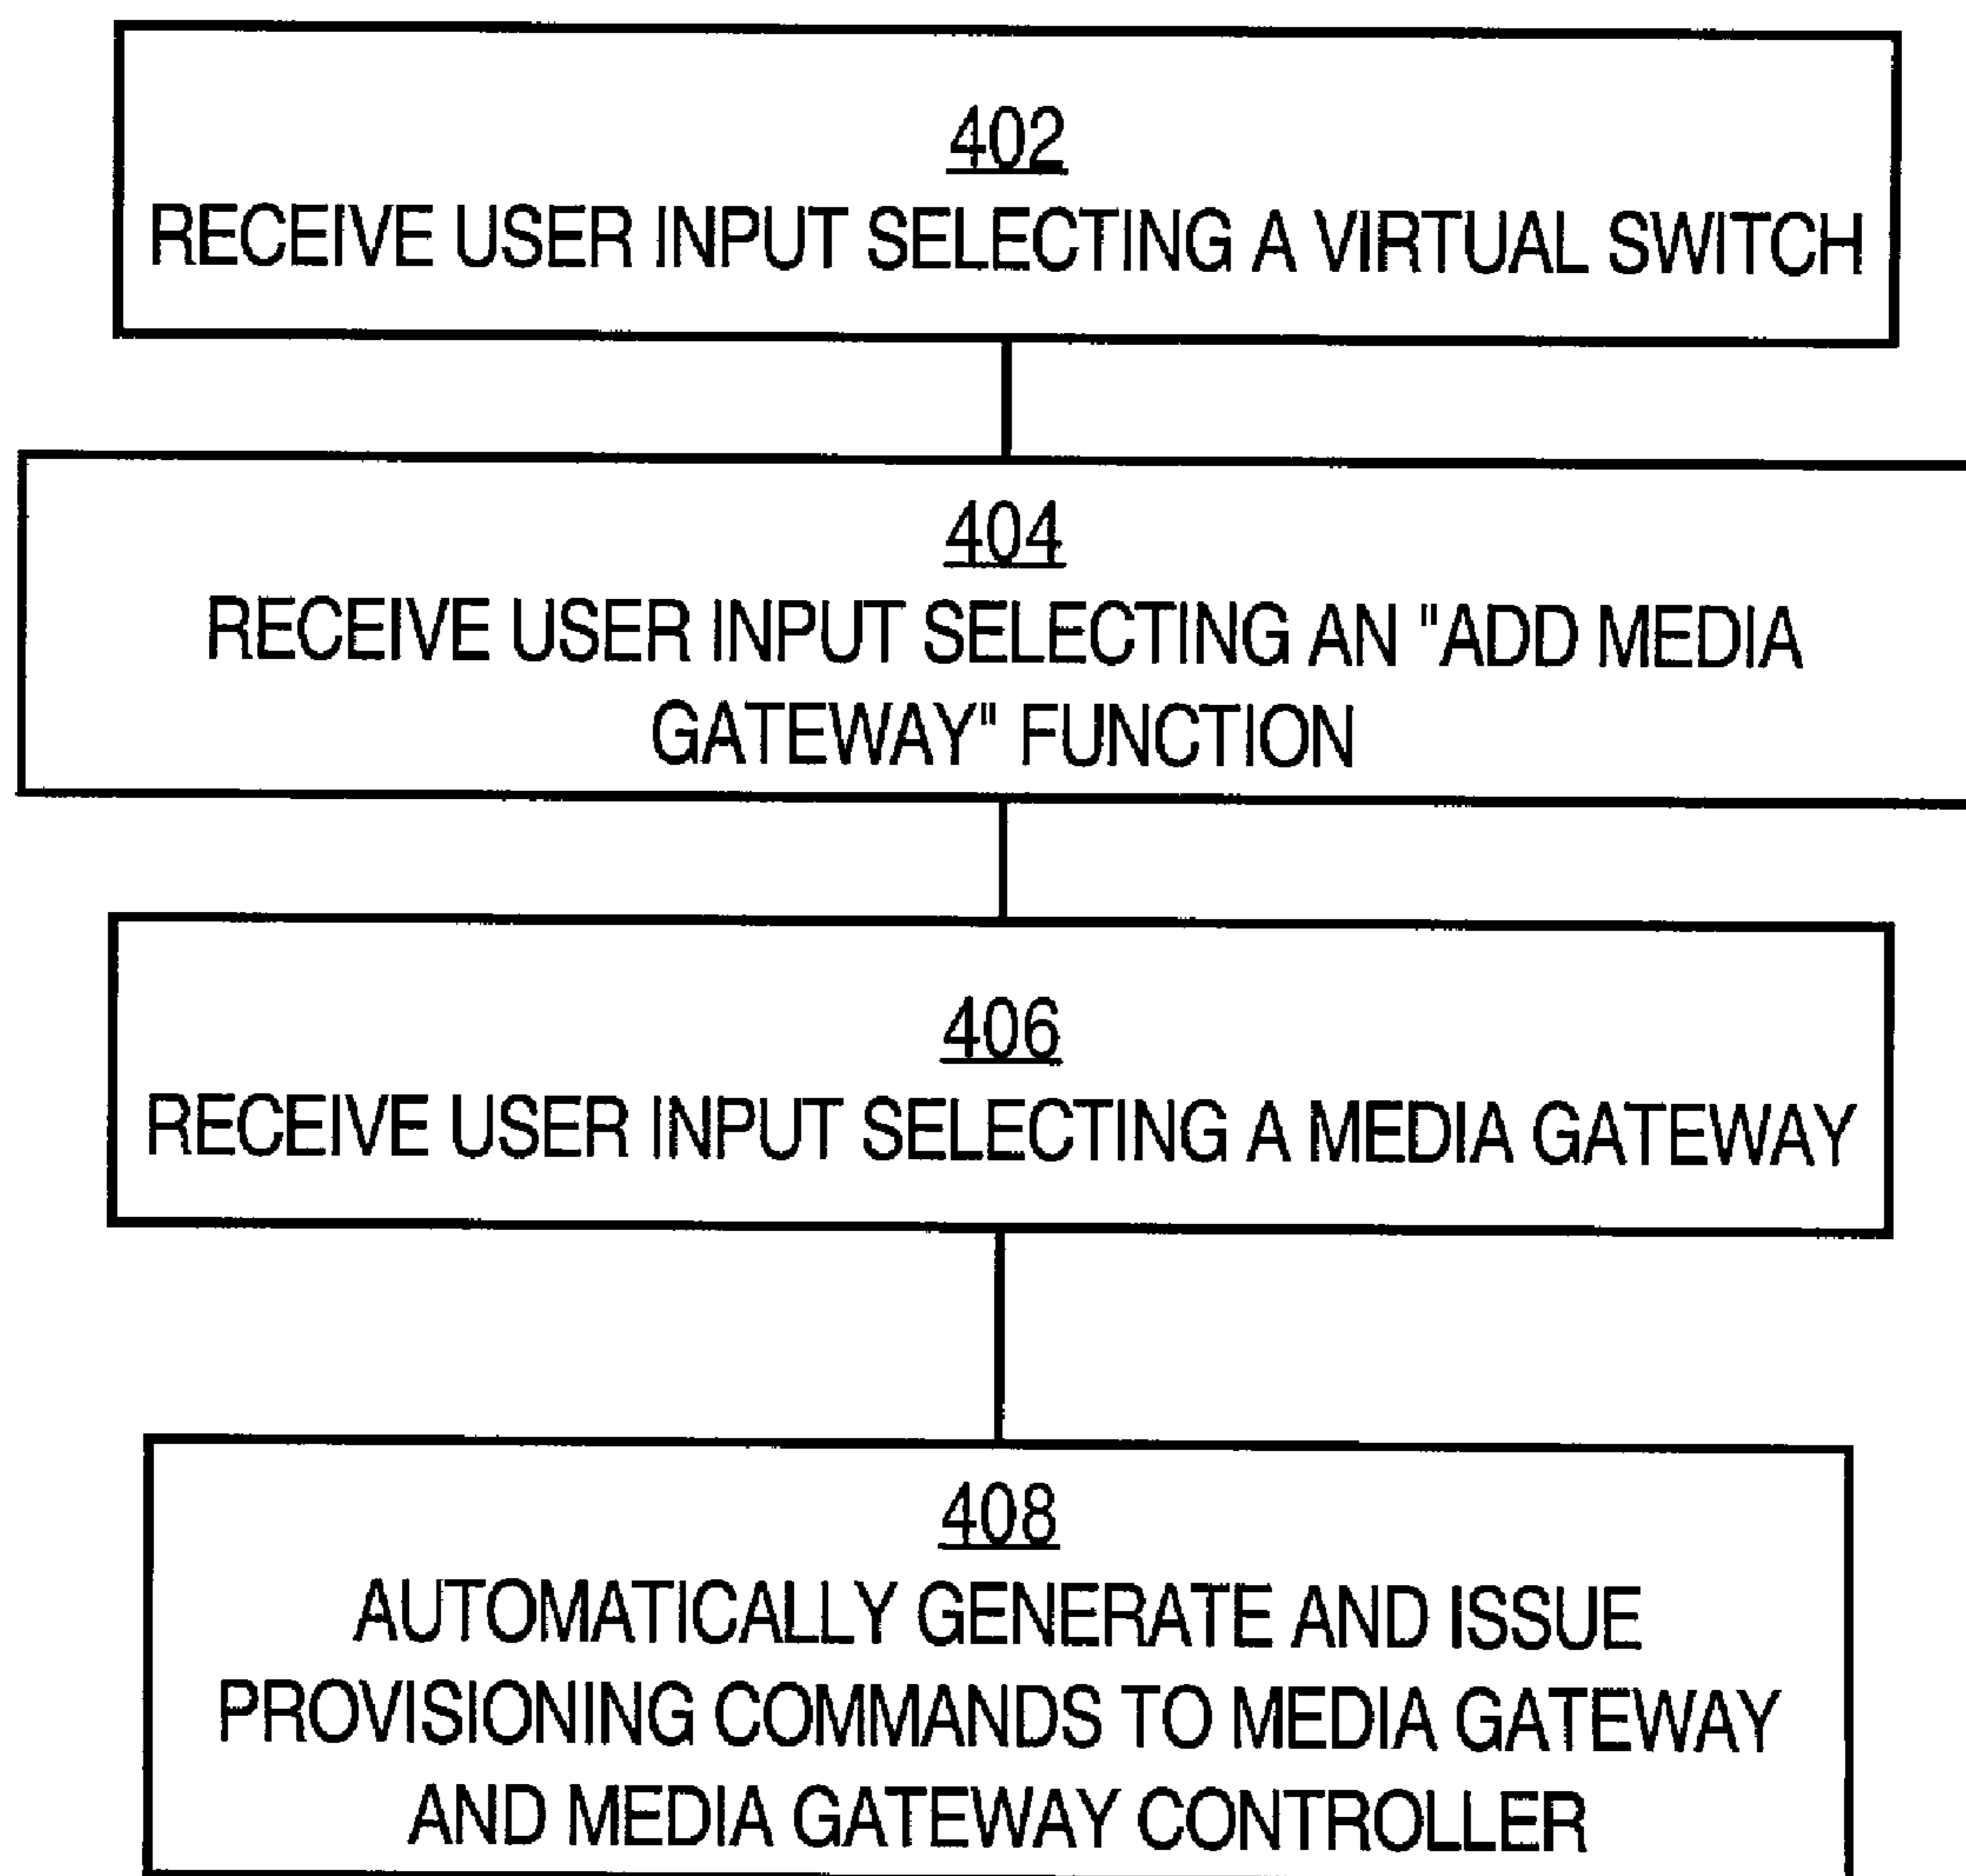 402
RECEIVE USER INPUT SELECTING A VIRTUAL SWITCH
404
RECEIVE USER INPUT SELECTING AN "ADD MEDIA
GATEWAY" FUNCTION
406
RECEIVE USER INPUT SELECTING A MEDIA GATEWAY
408
AUTOMATICALLY GENERATE AND ISSUE
PROVISIONING COMMANDS TO MEDIA GATEWAY
AND MEDIA GATEWAY CONTROLLER